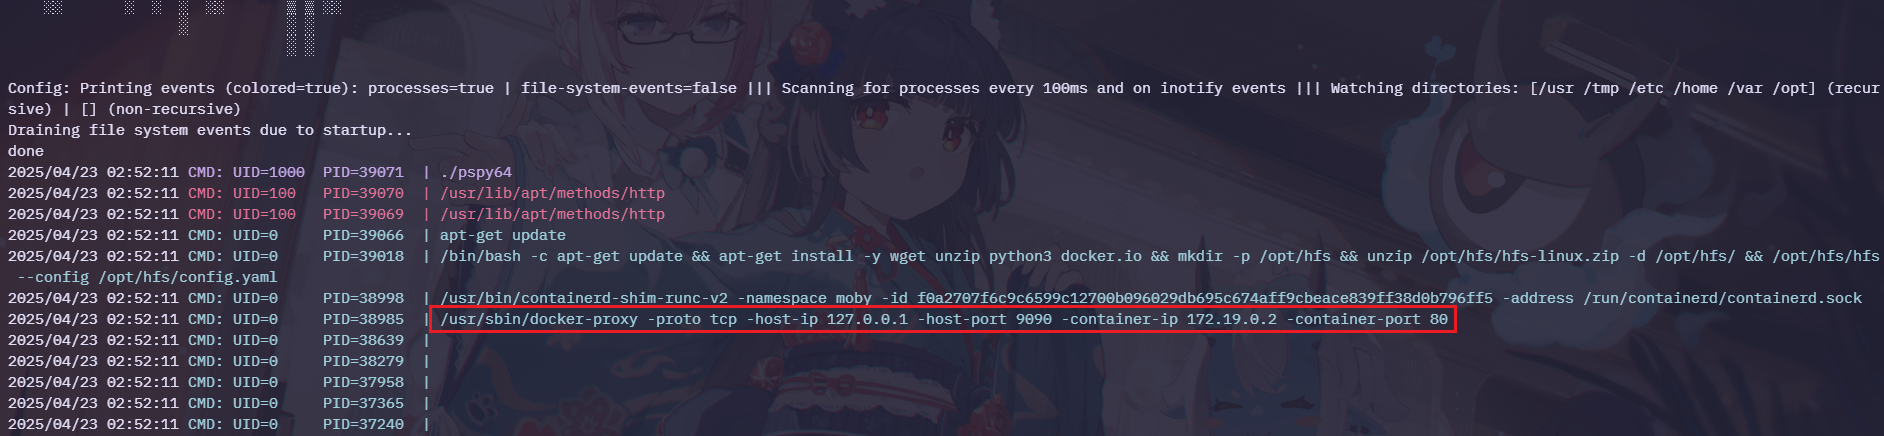 Config: Printing events (colored=true): processes=true | file-system-events=false ||| Scanning for processes every 100ms and on inotify events ||| Watching directories: [/usr /tmp /etc /home /var /opt] (recur
sive) | [] (non-recursive)
Draining file system events due to startup...
done
2025/04/23 02:52:11 CMD: UID=1000  PID=39071  | ./pspy64
2025/04/23 02:52:11 CMD: UID=100   PID=39070  | /usr/lib/apt/methods/http
2025/04/23 02:52:11 CMD: UID=100   PID=39069  | /usr/lib/apt/methods/http
2025/04/23 02:52:11 CMD: UID=0     PID=39066  | apt-get update
2025/04/23 02:52:11 CMD: UID=0     PID=39018  | /bin/bash -c apt-get update && apt-get install -y wget unzip python3 docker.io && mkdir -p /opt/hfs && unzip /opt/hfs/hfs-linux.zip -d /opt/hfs/ && /opt/hfs/hfs
 --config /opt/hfs/config.yaml
2025/04/23 02:52:11 CMD: UID=0     PID=38998  | /usr/bin/containerd-shim-runc-v2 -namespace moby -id f0a2707f6c9c6599c12700b096029db695c674aff9cbeace839ff38d0b796ff5 -address /run/containerd/containerd.sock
2025/04/23 02:52:11 CMD: UID=0     PID=38985  | /usr/sbin/docker-proxy -proto tcp -host-ip 127.0.0.1 -host-port 9090 -container-ip 172.19.0.2 -container-port 80
2025/04/23 02:52:11 CMD: UID=0     PID=38639  |
2025/04/23 02:52:11 CMD: UID=0     PID=38279  |
2025/04/23 02:52:11 CMD: UID=0     PID=37958  |
2025/04/23 02:52:11 CMD: UID=0     PID=37365  |
2025/04/23 02:52:11 CMD: UID=0     PID=37240  |